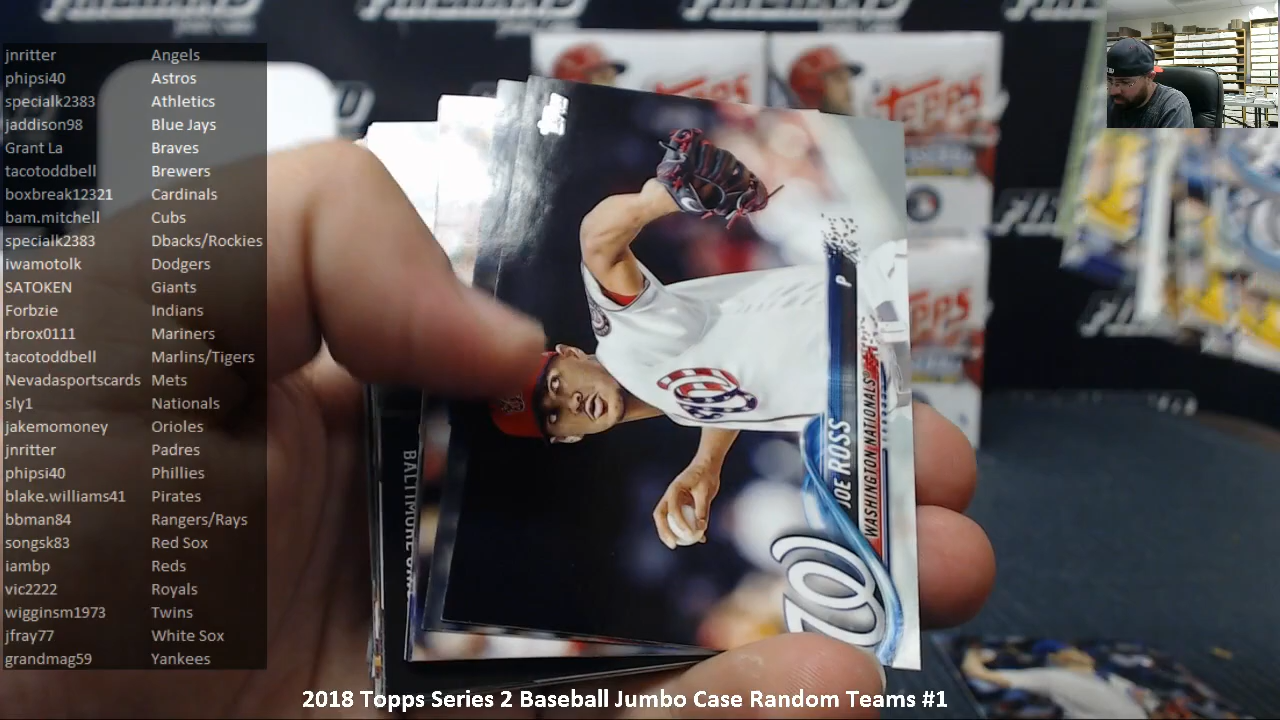 jnritter Angels
phipsi40 Astros
specialk2383 Athletics
jaddison98 Blue Jays
Grant La Braves
tacotoddbell Brewers
boxbreak12321 Cardinals
bam.mitchell Cubs
specialk2383 Dbacks/Rockies
iwamotolk Dodgers
SATOKEN Giants
Forbzie Indians
rbrox0111 Mariners
tacotoddbell Marlins/Tigers
Nevadasportscards Mets
sly1 Nationals
jakemomoney Orioles
jnritter Padres
phipsi40 Phillies
blake.williams41 Pirates
bbman84 Rangers/Rays
songsk83 Red Sox
iambp Reds
vic2222 Royals
wigginsm1973 Twins
jfray77 White Sox
grandmag59 Yankees
topps
TOPPS
P
JOE ROSS
WASHINGTON NATIONALS
W
BALTIMORE
2018 Topps Series 2 Baseball Jumbo Case Random Teams #1